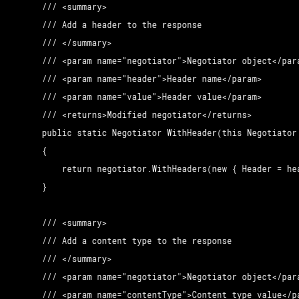 /// <summary>
/// Add a header to the response
/// </summary>
/// <param name="negotiator">Negotiator object</para
/// <param name="header">Header name</param>
/// <param name="value">Header value</param>
/// <returns>Modified negotiator</returns>
public static Negotiator WithHeader(this Negotiator
{
return negotiator.WithHeaders(new { Header = hea
}
/// <summary>
/// Add a content type to the response
/// </summary>
/// <param name="negotiator">Negotiator object</para
/// <param name="contentType">Content type value</pa